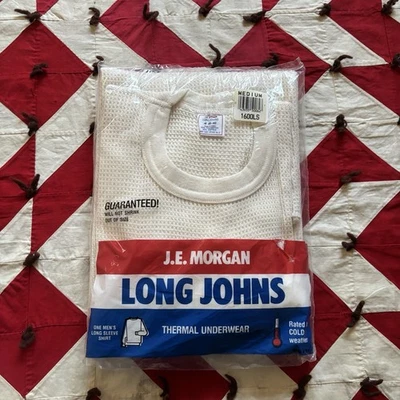 MEDIUM
1600LS
GUARANTEED!
WILL NOT SHRINK
OUT OF SIZE
J.E. MORGAN
LONG JOHNS
ONE MEN'S
LONG SLEEVE
SHIRT
THERMAL UNDERWEAR
Rated
COLD
weather